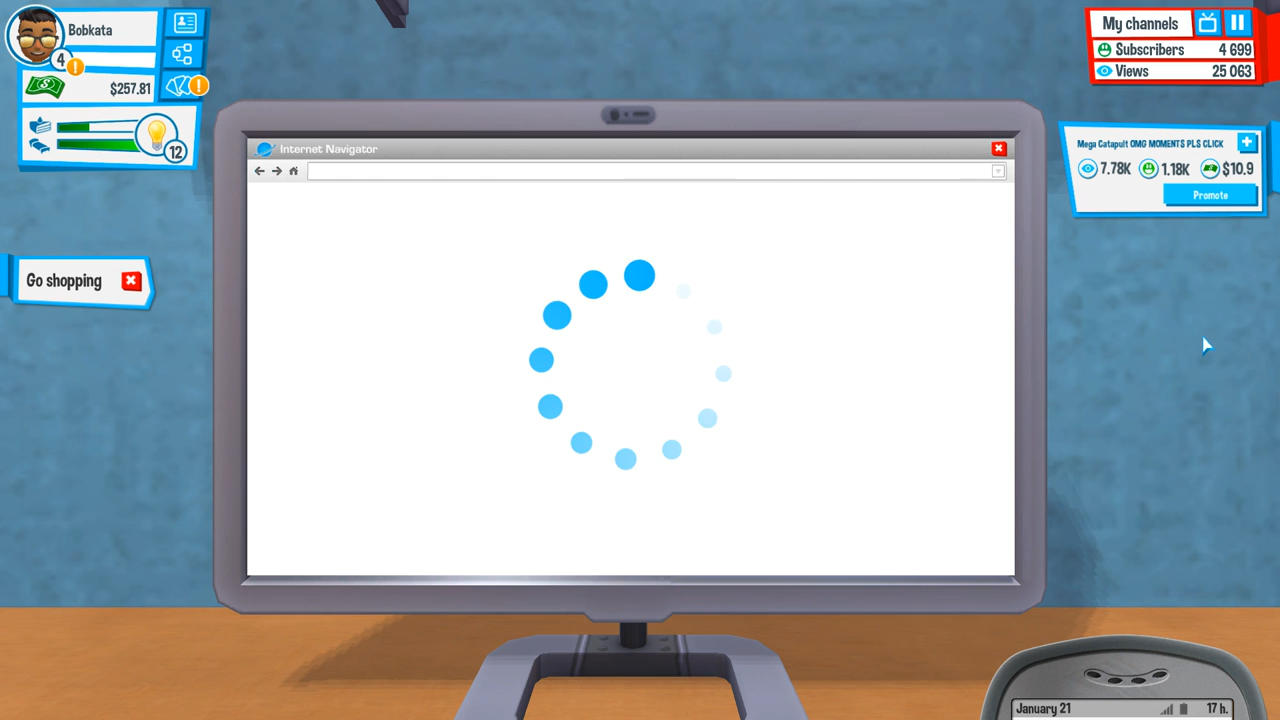 Bobkata
4
$257.81
12
Go shopping
Internet Navigator
My channels
Subscribers 4 699
Views 25 063
Mega Catapult OMG MOMENTS PLS CLICK
7.78K 1.18K $10.9
Promote
January 21 17 h.